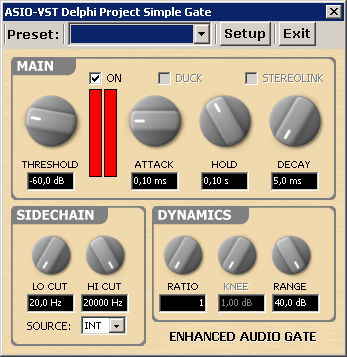 ASIO-VST Delphi Project Simple Gate
Preset: Setup Exit
MAIN
ON DUCK STEREOLINK
THRESHOLD ATTACK HOLD DECAY
-60,0 dB 0,10 ms 0,10 s 5,0 ms
SIDECHAIN
LO CUT HI CUT
20,0 Hz 20000 Hz
SOURCE: INT
DYNAMICS
RATIO KNEE RANGE
1 1,00 dB 40,0 dB
ENHANCED AUDIO GATE